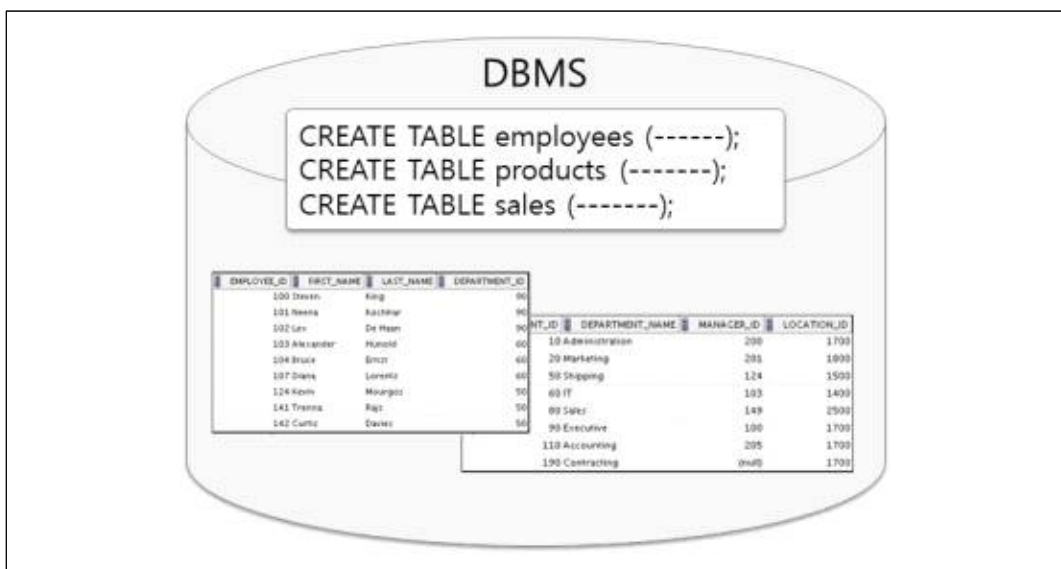 DBMS
CREATE TABLE employees (------);
CREATE TABLE products (-------);
CREATE TABLE sales (-------);
EMPLOYEE_ID FIRST_NAME LAST_NAME DEPARTMENT_ID
100 Steven King 90
101 Neena Kochhar 90
102 Lex De Haan 90
103 Alexander Hunold 60
104 Bruce Ernst 60
107 Diana Lorentz 60
124 Kevin Mourgos 50
141 Trenna Rajs 50
142 Curtis Davies 50
NT_ID DEPARTMENT_NAME MANAGER_ID LOCATION_ID
10 Administration 200 1700
20 Marketing 201 1800
50 Shipping 124 1500
60 IT 103 1400
80 Sales 149 2500
90 Executive 100 1700
110 Accounting 205 1700
190 Contracting (null) 1700